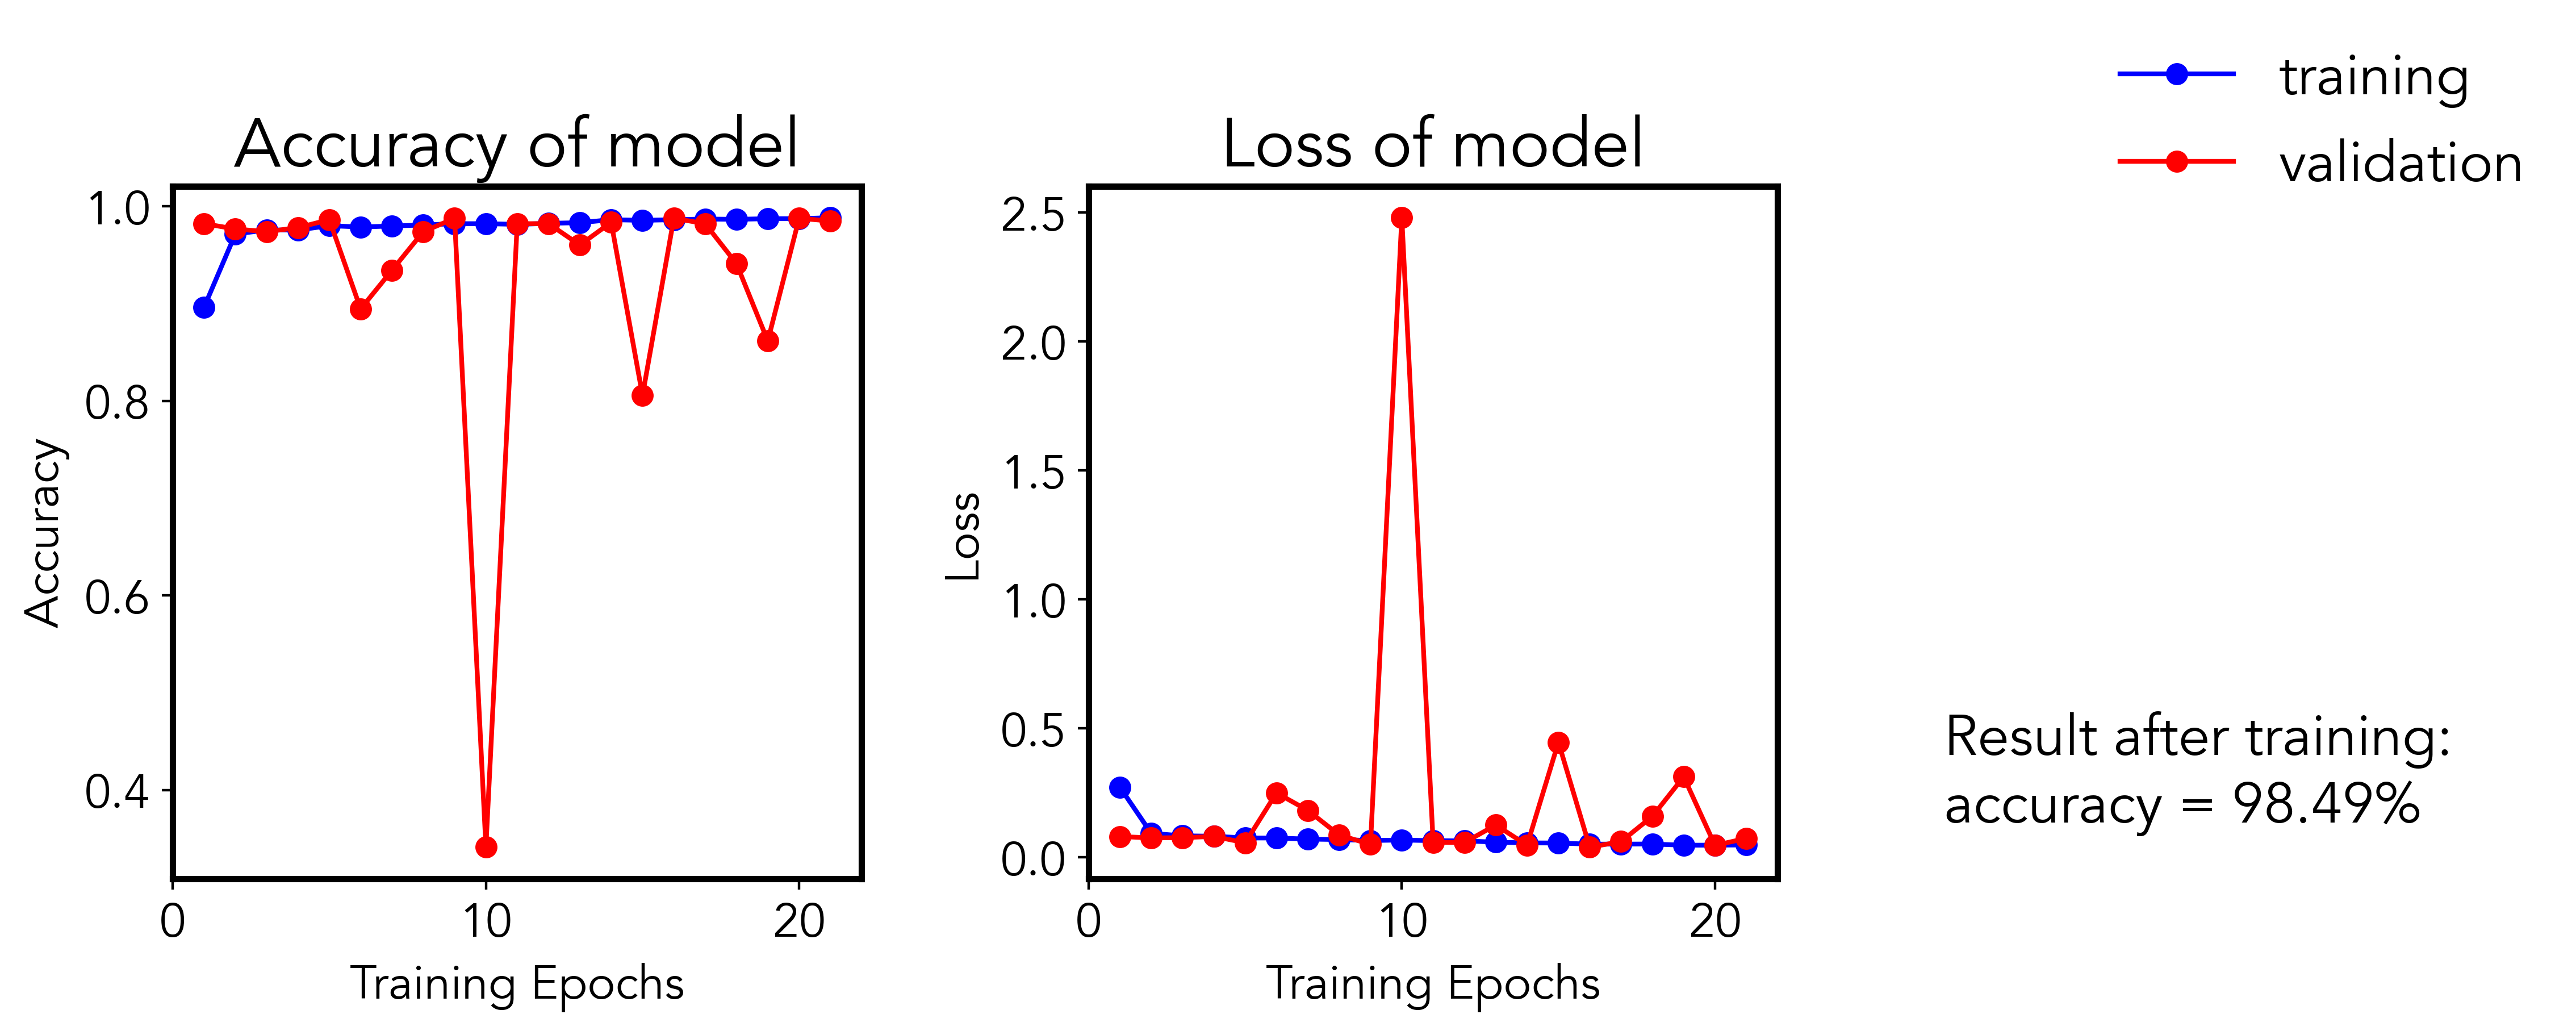 training
validation
Accuracy of model
1.0
0.8
0.6
0.4
Accuracy
0
10
20
Training Epochs
Loss of model
2.5
2.0
1.5
1.0
0.5
0.0
Loss
0
10
20
Training Epochs
Result after training:
accuracy = 98.49%